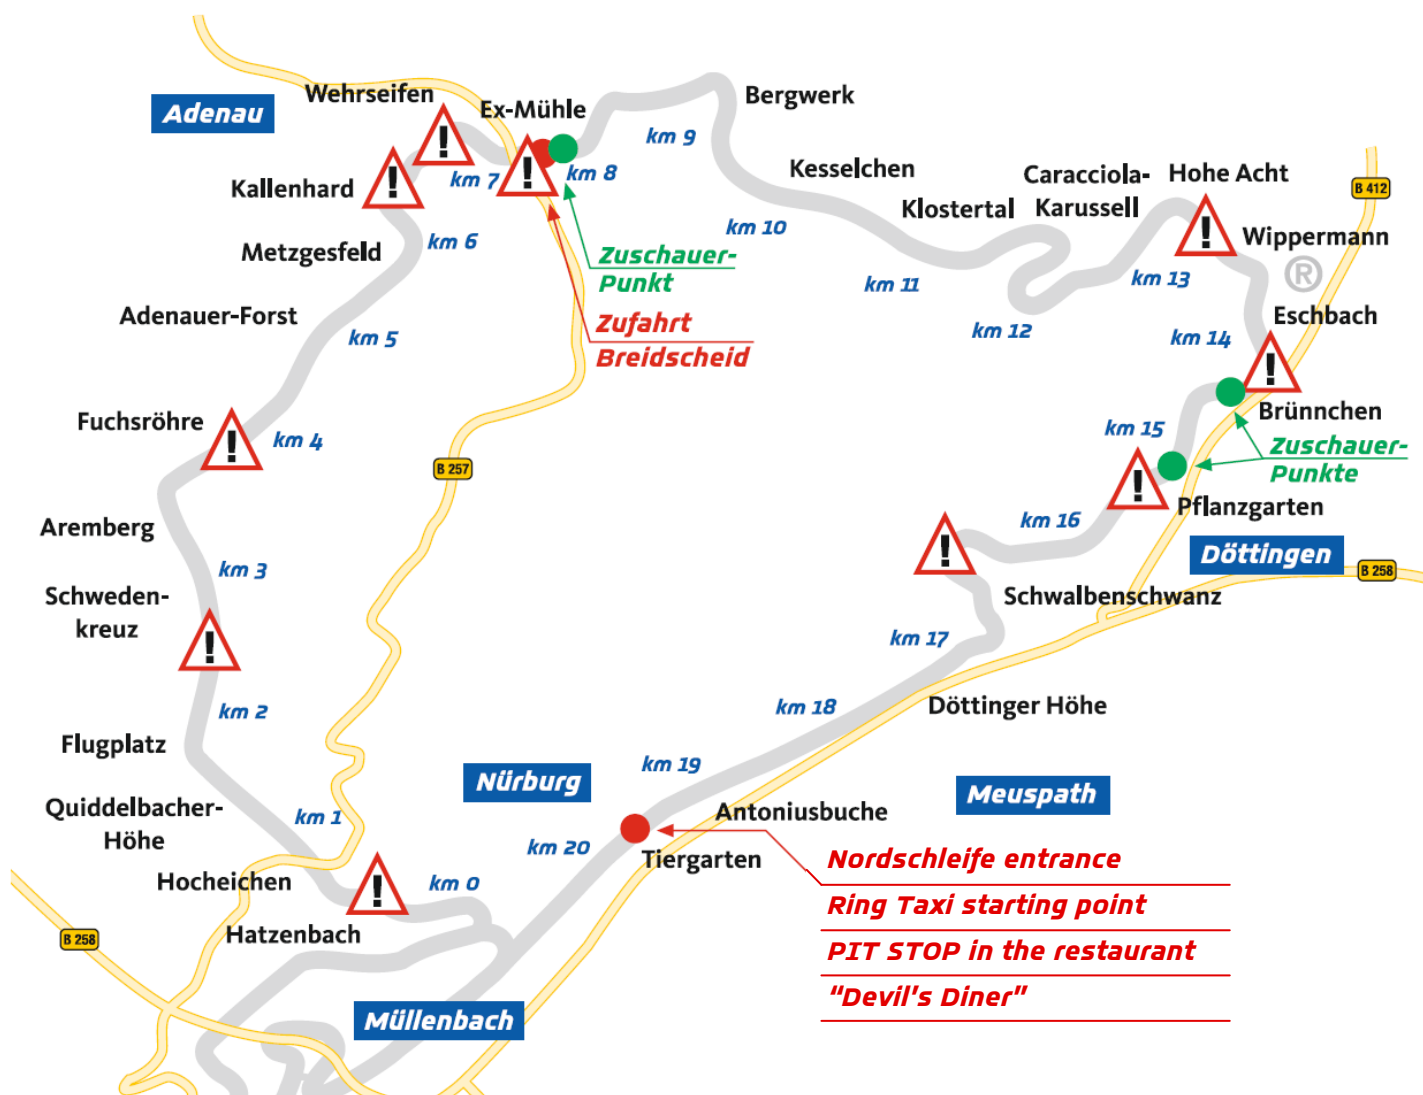 Wehrseifen
Adenau
Ex-Mühle
Bergwerk
km 9
Kallenhard
km 7
km 8
Kesselchen
Caracciola-
Karussell
Hohe Acht
B 412
Klostertal
Metzgesfeld
km 6
km 10
Wippermann
®
Zuschauer-
Punkt
km 11
km 13
Adenauer-Forst
km 5
Zufahrt
Breidscheid
km 12
km 14
Eschbach
Fuchsröhre
km 4
Brünnchen
km 15
Zuschauer-
Punkte
B 257
Pflanzgarten
Aremberg
km 16
Döttingen
km 3
B 258
Schweden-
kreuz
Schwalbenschwanz
km 17
km 2
km 18
Döttinger Höhe
Flugplatz
km 19
Nürburg
Meuspath
Quiddelbacher-
Höhe
km 1
Antoniusbuche
km 20
Tiergarten
Nordschleife entrance
Hocheichen
km 0
Ring Taxi starting point
Hatzenbach
B 258
PIT STOP in the restaurant
"Devil's Diner"
Müllenbach
!
!
!
!
!
!
!
!
!
!